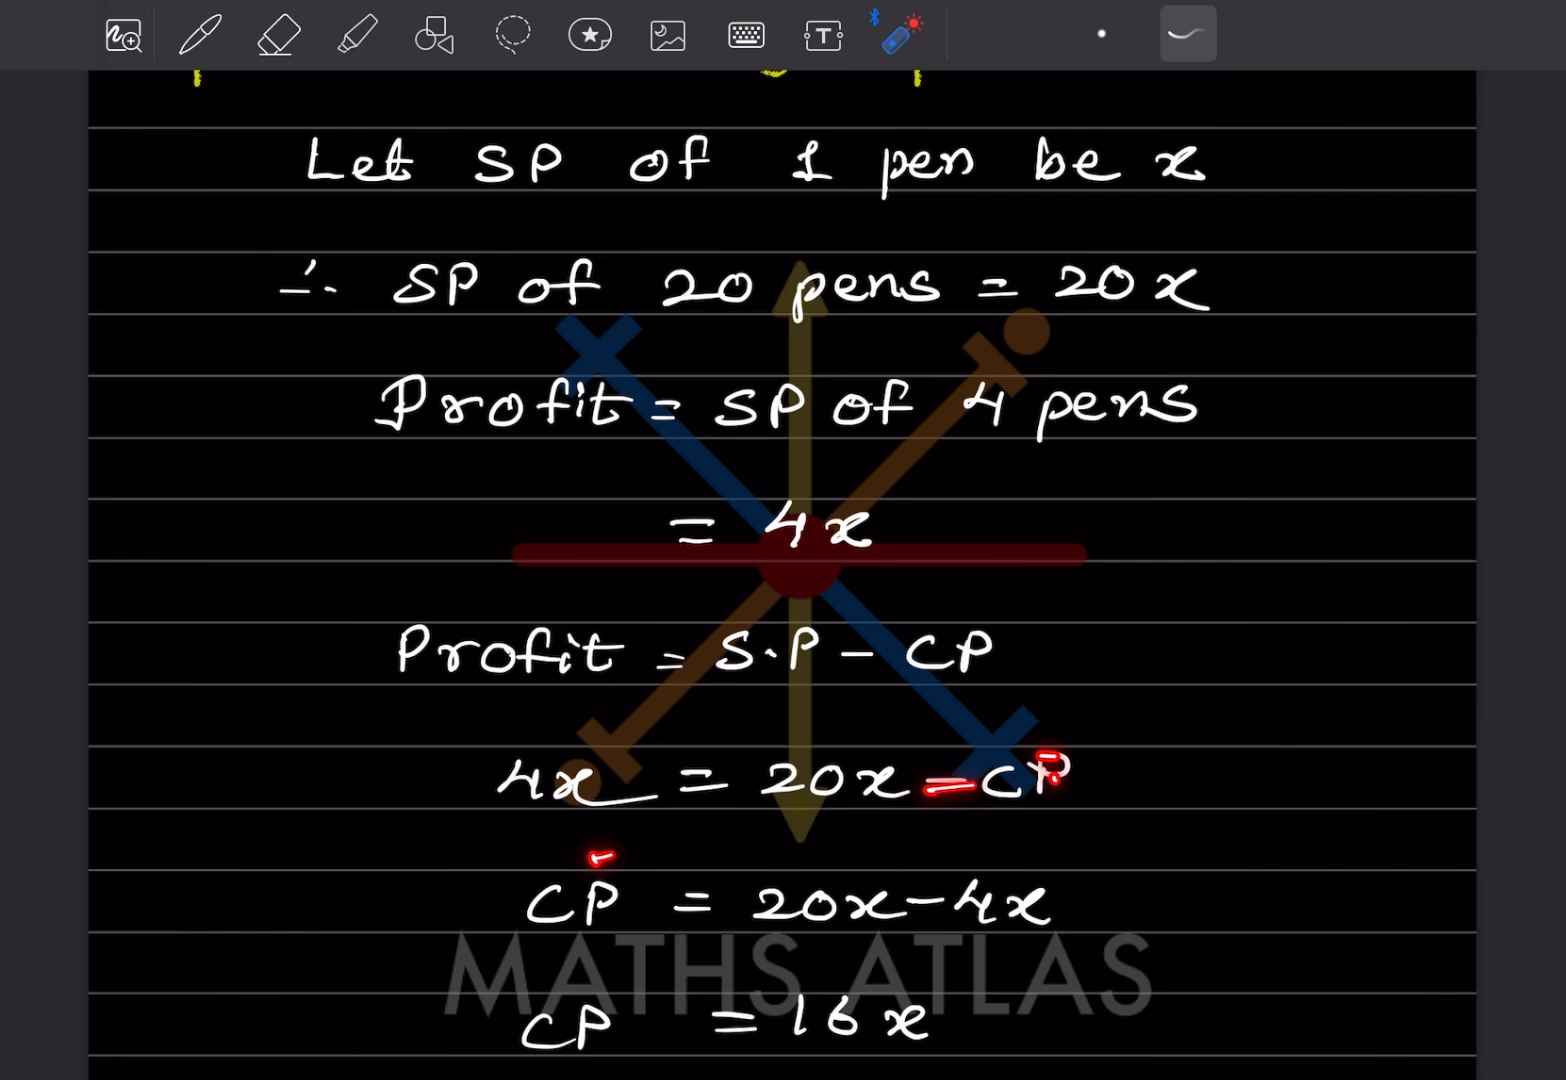 Let SP of 1 pen be x
∴ SP of 20 pens = 20x
Profit = SP of 4 pens
= 4x
Profit = S.P - CP
4x = 20x - CP
CP = 20x - 4x
MATHS ATLAS
CP = 16x